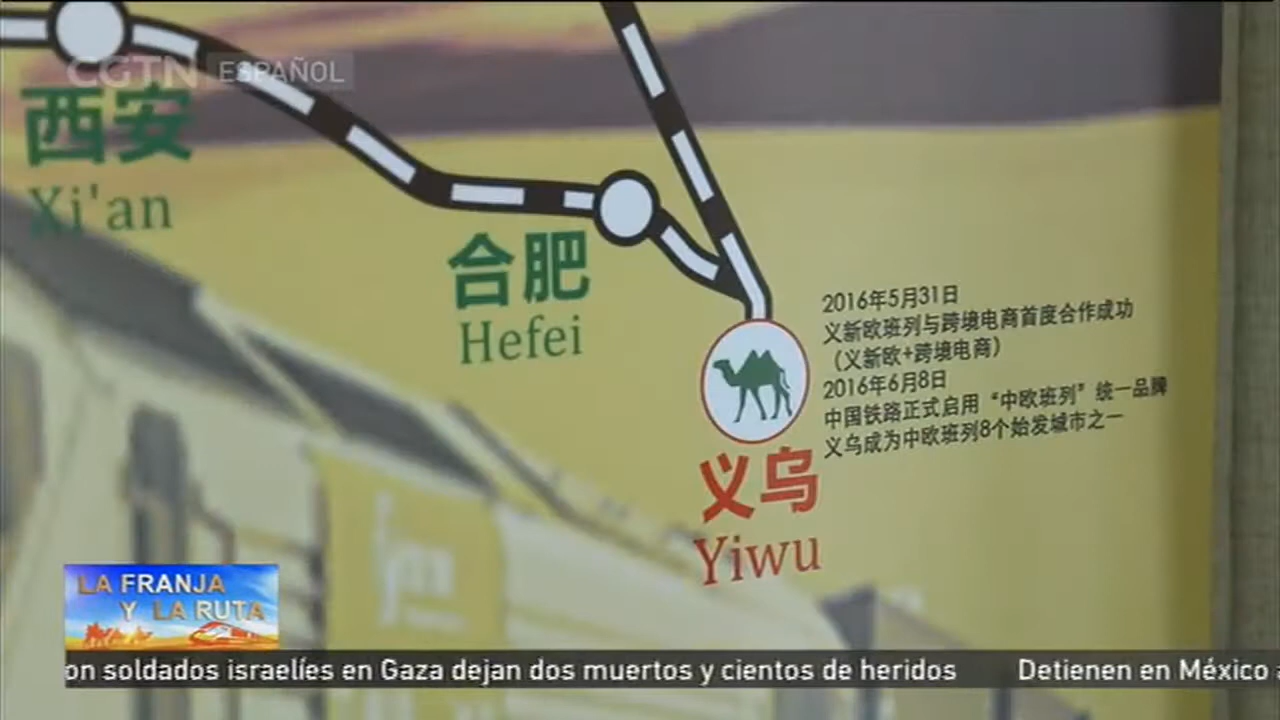 CGTN ESPAÑOL
西安
Xi'an
合肥
Hefei
2016年5月31日
义新欧班列与跨境电商首度合作成功
（义新欧+跨境电商）
2016年6月8日
中国铁路正式启用“中欧班列”统一品牌
义乌成为中欧班列8个始发城市之一
义乌
Yiwu
LA FRANJA
Y LA RUTA
on soldados israelíes en Gaza dejan dos muertos y cientos de heridos
Detienen en México